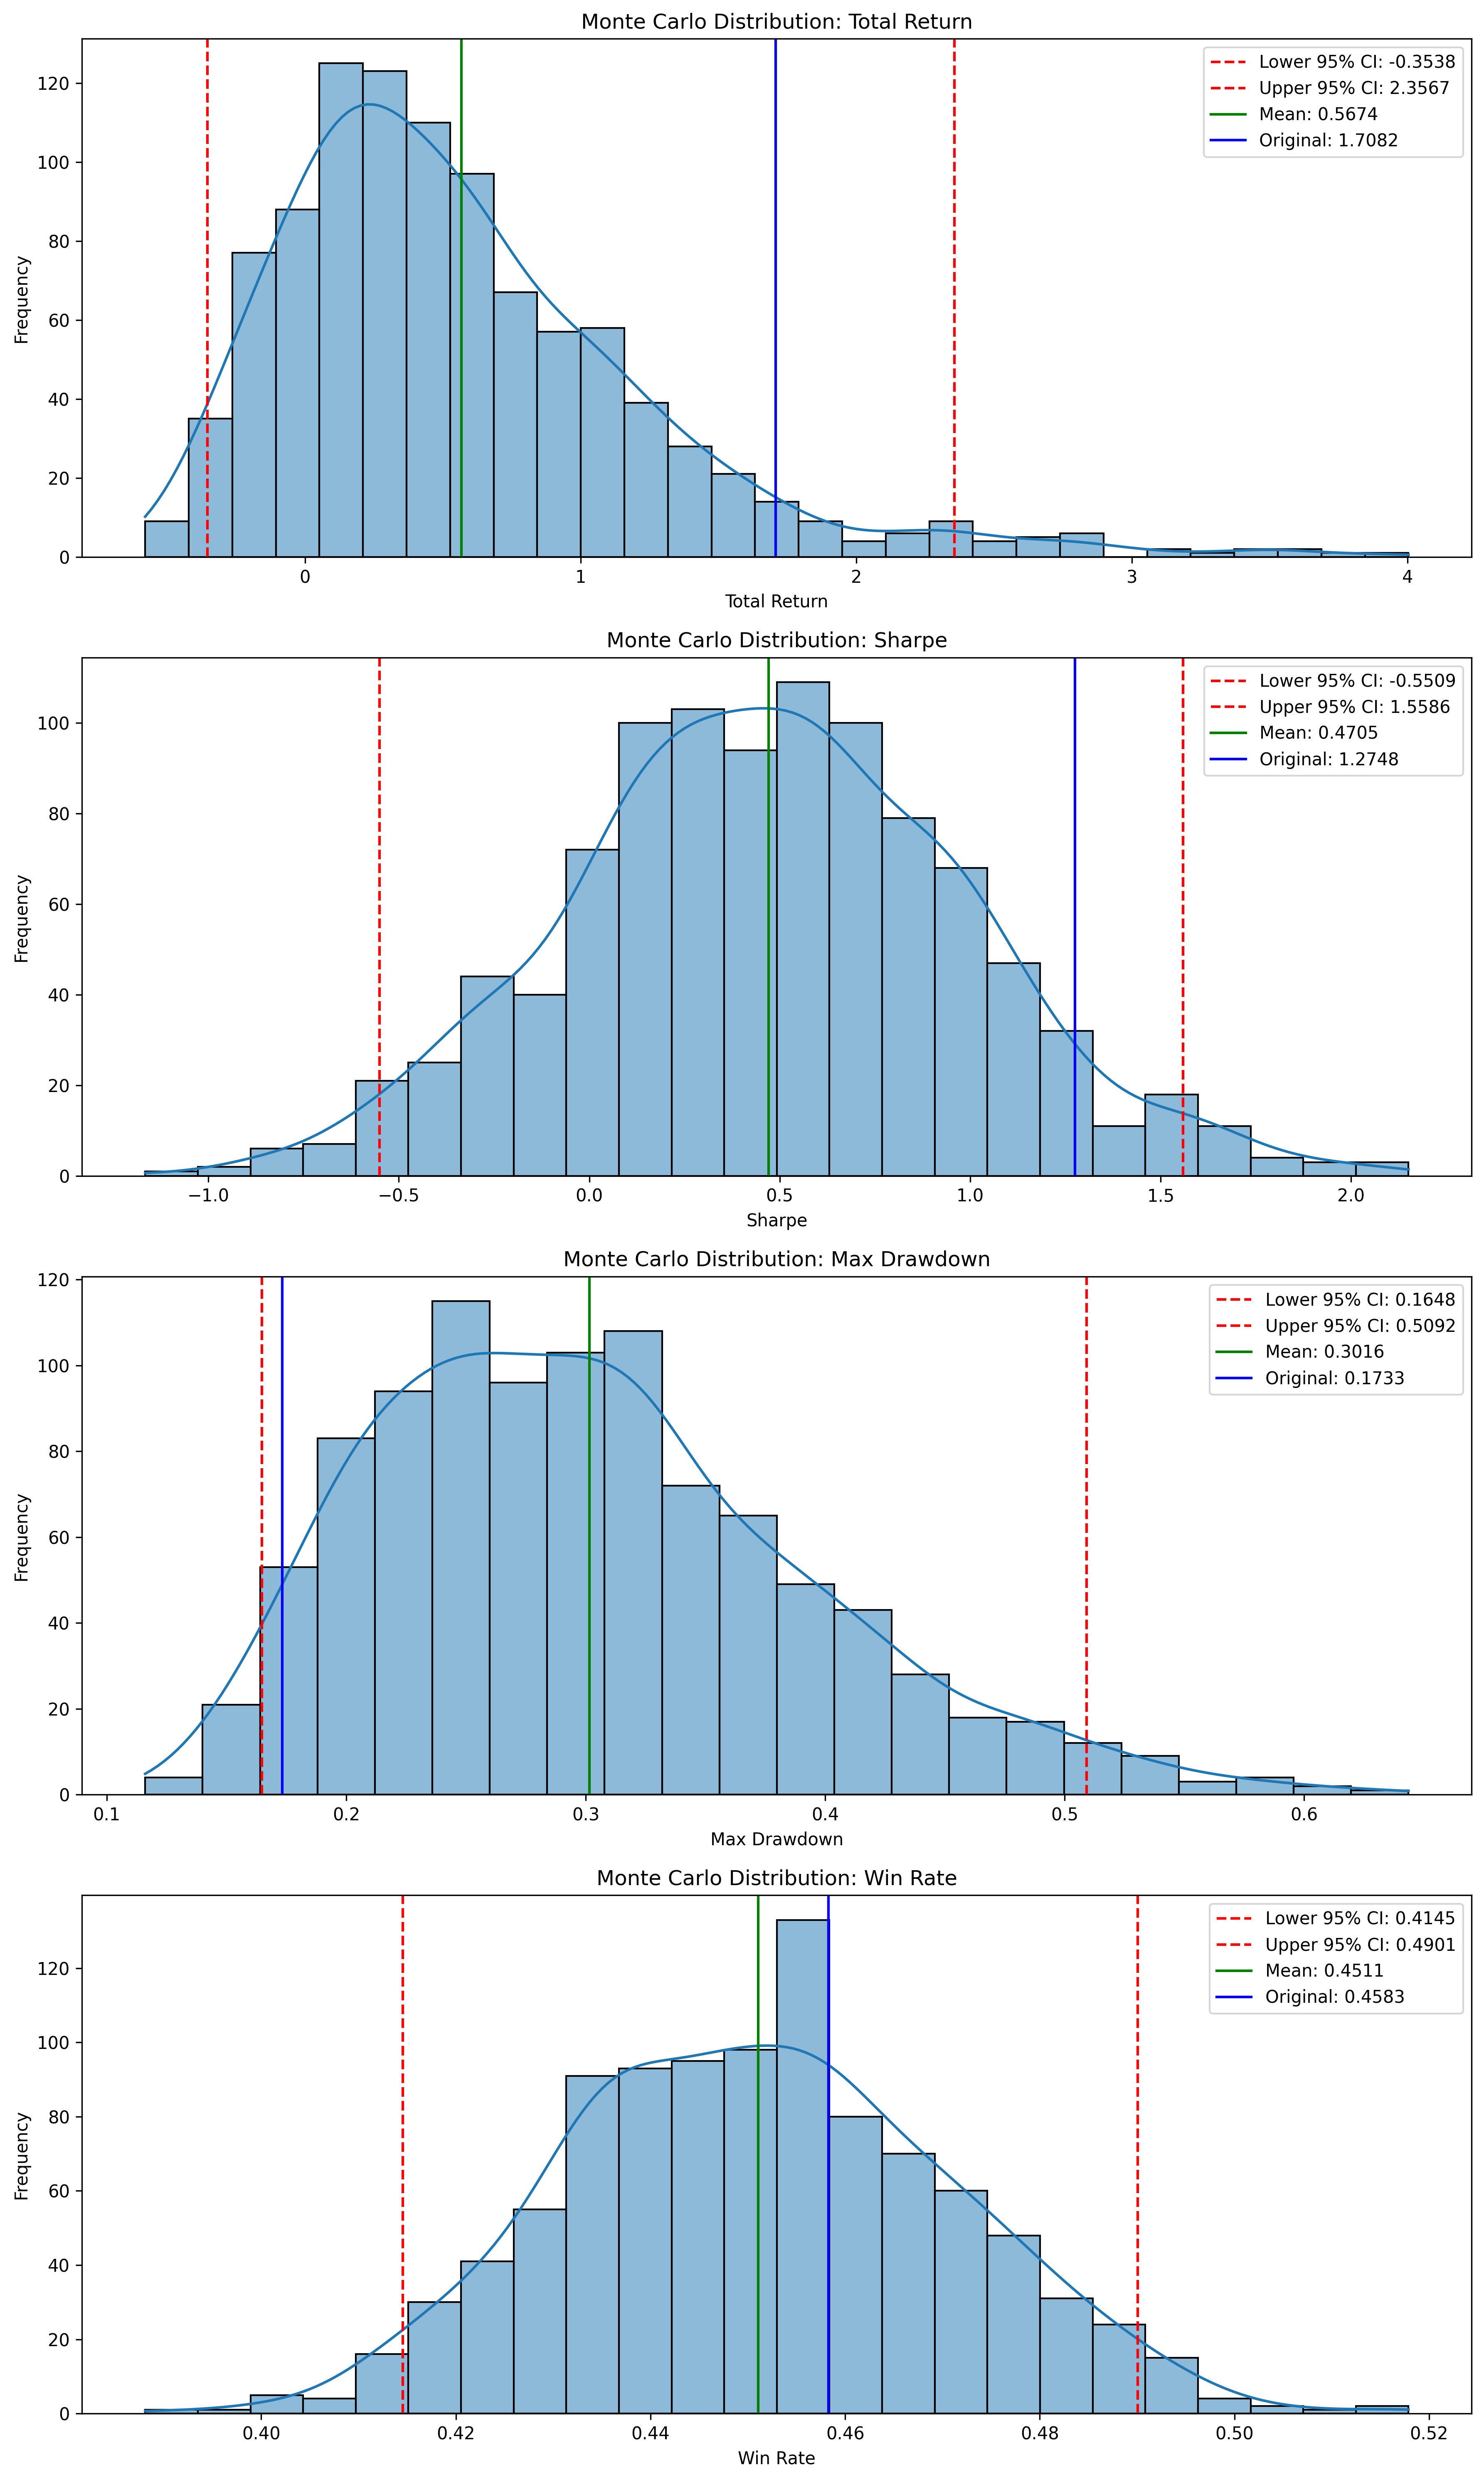 Monte Carlo Distribution: Total Return
Lower 95% CI: -0.3538
Upper 95% CI: 2.3567
Mean: 0.5674
Original: 1.7082
120
100
80
60
40
20
0
Frequency
0 1 2 3 4
Total Return
Monte Carlo Distribution: Sharpe
Lower 95% CI: -0.5509
Upper 95% CI: 1.5586
Mean: 0.4705
Original: 1.2748
100
80
60
40
20
0
Frequency
−1.0 −0.5 0.0 0.5 1.0 1.5 2.0
Sharpe
Monte Carlo Distribution: Max Drawdown
Lower 95% CI: 0.1648
Upper 95% CI: 0.5092
Mean: 0.3016
Original: 0.1733
120
100
80
60
40
20
0
Frequency
0.1 0.2 0.3 0.4 0.5 0.6
Max Drawdown
Monte Carlo Distribution: Win Rate
Lower 95% CI: 0.4145
Upper 95% CI: 0.4901
Mean: 0.4511
Original: 0.4583
120
100
80
60
40
20
0
Frequency
0.40 0.42 0.44 0.46 0.48 0.50 0.52
Win Rate